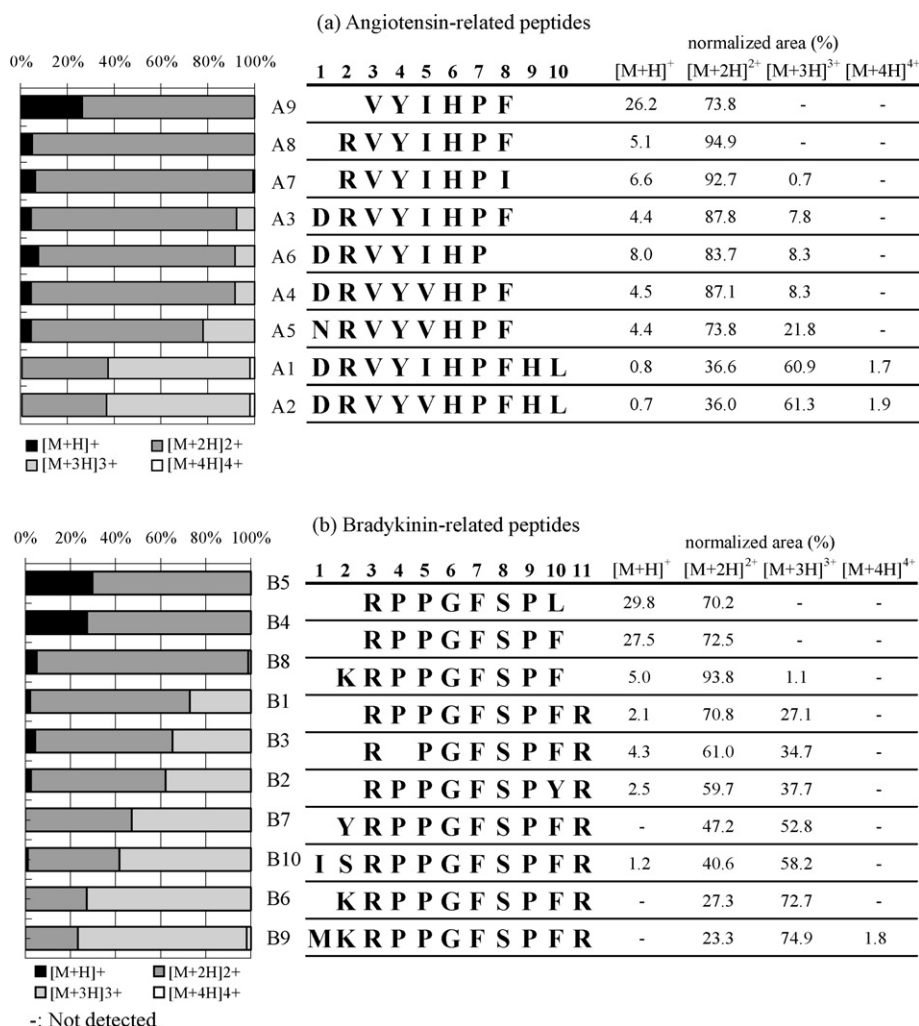 (a) Angiotensin-related peptides
normalized area (%)
0% 20% 40% 60% 80% 100% 1 2 3 4 5 6 7 8 9 10 [M+H]+ [M+2H]2+ [M+3H]3+ [M+4H]4+
A9 V Y I H P F 26.2 73.8 - -
A8 R V Y I H P F 5.1 94.9 - -
A7 R V Y I H P I 6.6 92.7 0.7 -
A3 D R V Y I H P F 4.4 87.8 7.8 -
A6 D R V Y I H P 8.0 83.7 8.3 -
A4 D R V Y V H P F 4.5 87.1 8.3 -
A5 N R V Y V H P F 4.4 73.8 21.8 -
A1 D R V Y I H P F H L 0.8 36.6 60.9 1.7
A2 D R V Y V H P F H L 0.7 36.0 61.3 1.9
[M+H]+ [M+2H]2+
[M+3H]3+ [M+4H]4+
(b) Bradykinin-related peptides
normalized area (%)
0% 20% 40% 60% 80% 100% 1 2 3 4 5 6 7 8 9 10 11 [M+H]+ [M+2H]2+ [M+3H]3+ [M+4H]4+
B5 R P P G F S P L 29.8 70.2 - -
B4 R P P G F S P F 27.5 72.5 - -
B8 K R P P G F S P F 5.0 93.8 1.1 -
B1 R P P G F S P F R 2.1 70.8 27.1 -
B3 R P G F S P F R 4.3 61.0 34.7 -
B2 R P P G F S P Y R 2.5 59.7 37.7 -
B7 Y R P P G F S P F R - 47.2 52.8 -
B10 I S R P P G F S P F R 1.2 40.6 58.2 -
B6 K R P P G F S P F R - 27.3 72.7 -
B9 M K R P P G F S P F R - 23.3 74.9 1.8
[M+H]+ [M+2H]2+
[M+3H]3+ [M+4H]4+
-: Not detected